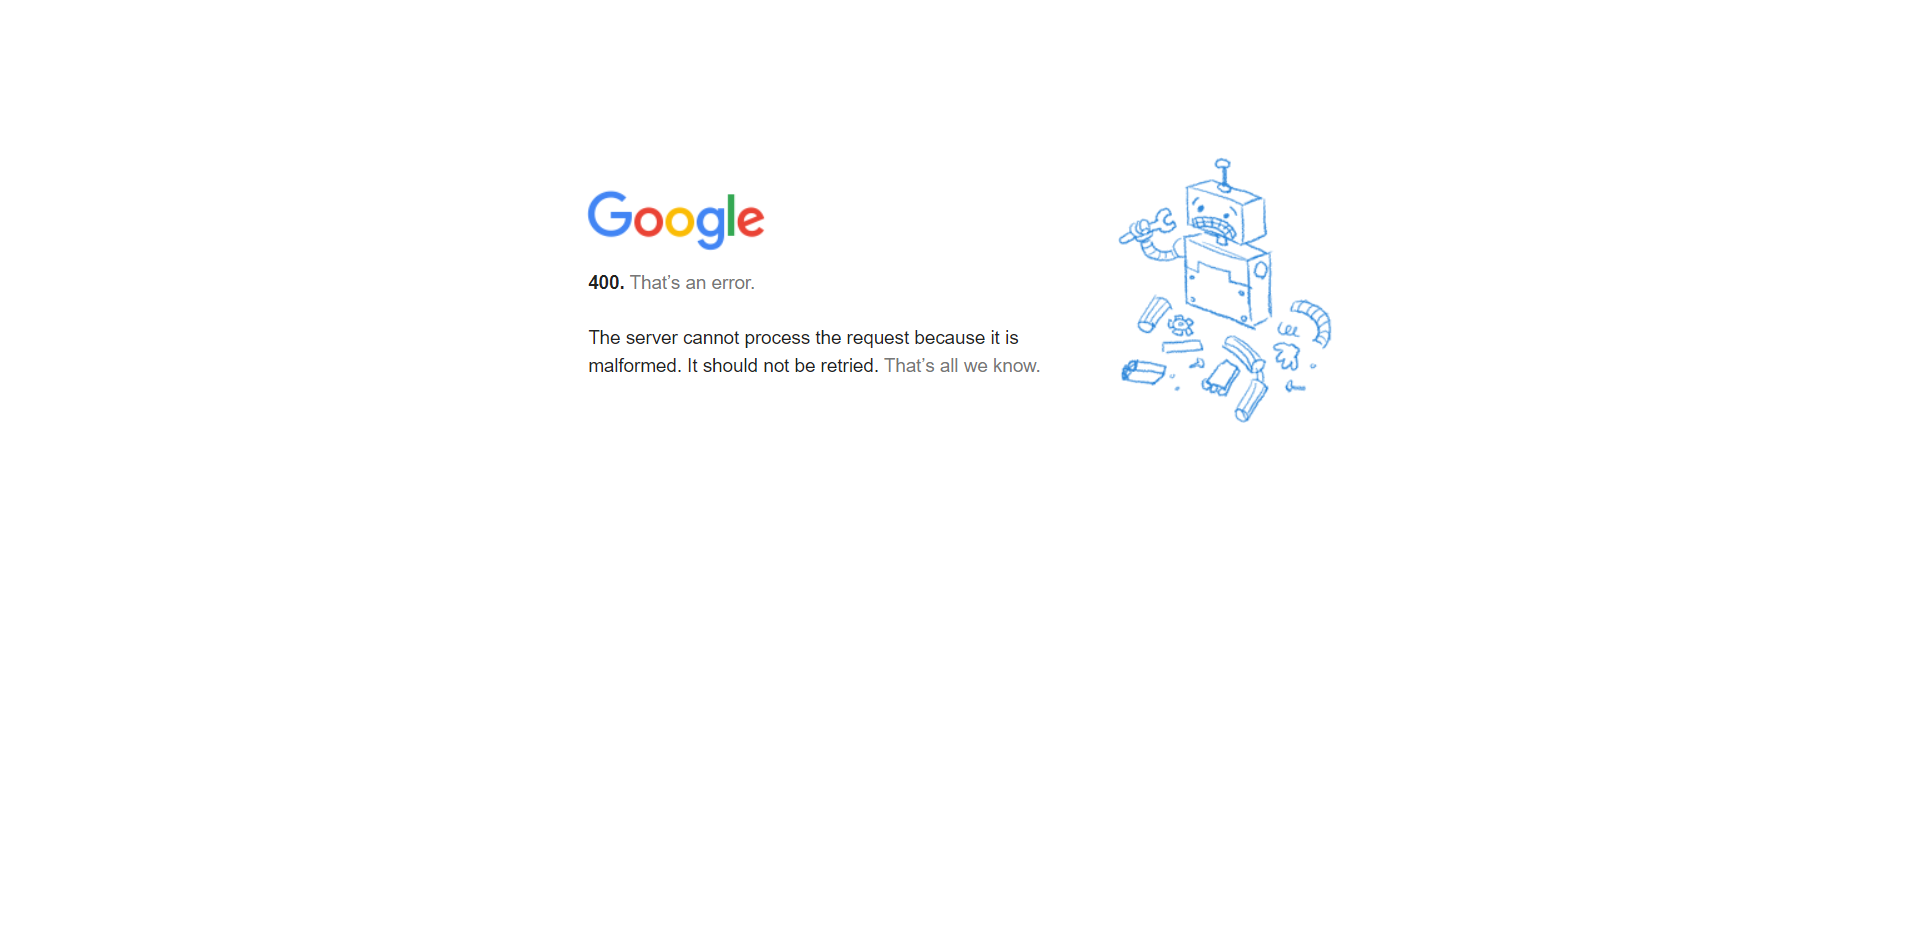 Google
400. That’s an error.
The server cannot process the request because it is
malformed. It should not be retried. That’s all we know.